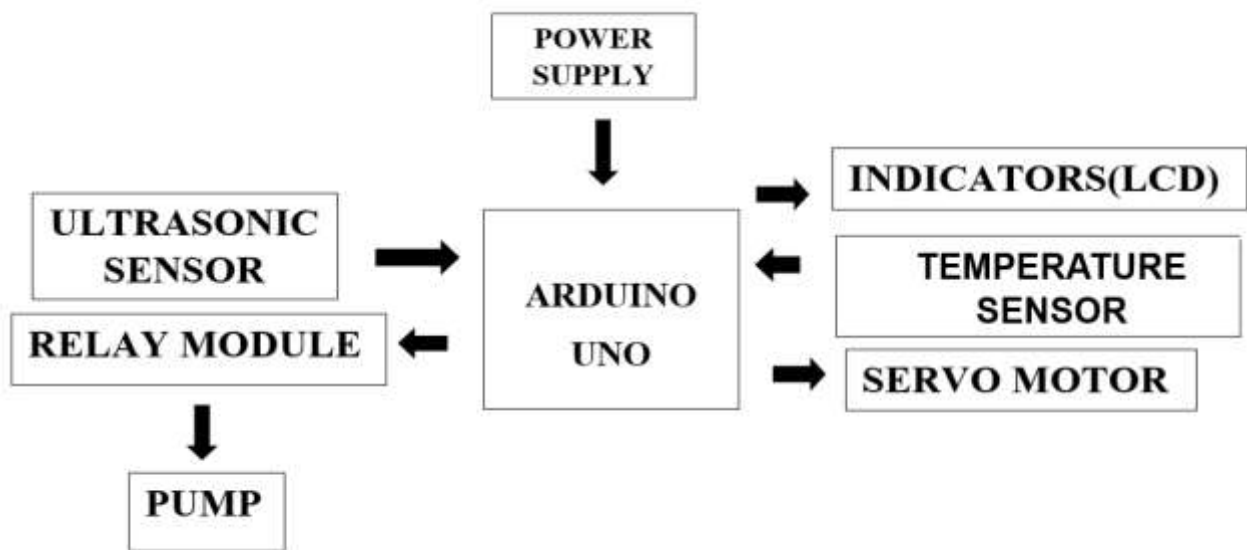 POWER
SUPPLY
INDICATORS(LCD)
ULTRASONIC
SENSOR
ARDUINO
UNO
TEMPERATURE
SENSOR
RELAY MODULE
SERVO MOTOR
PUMP